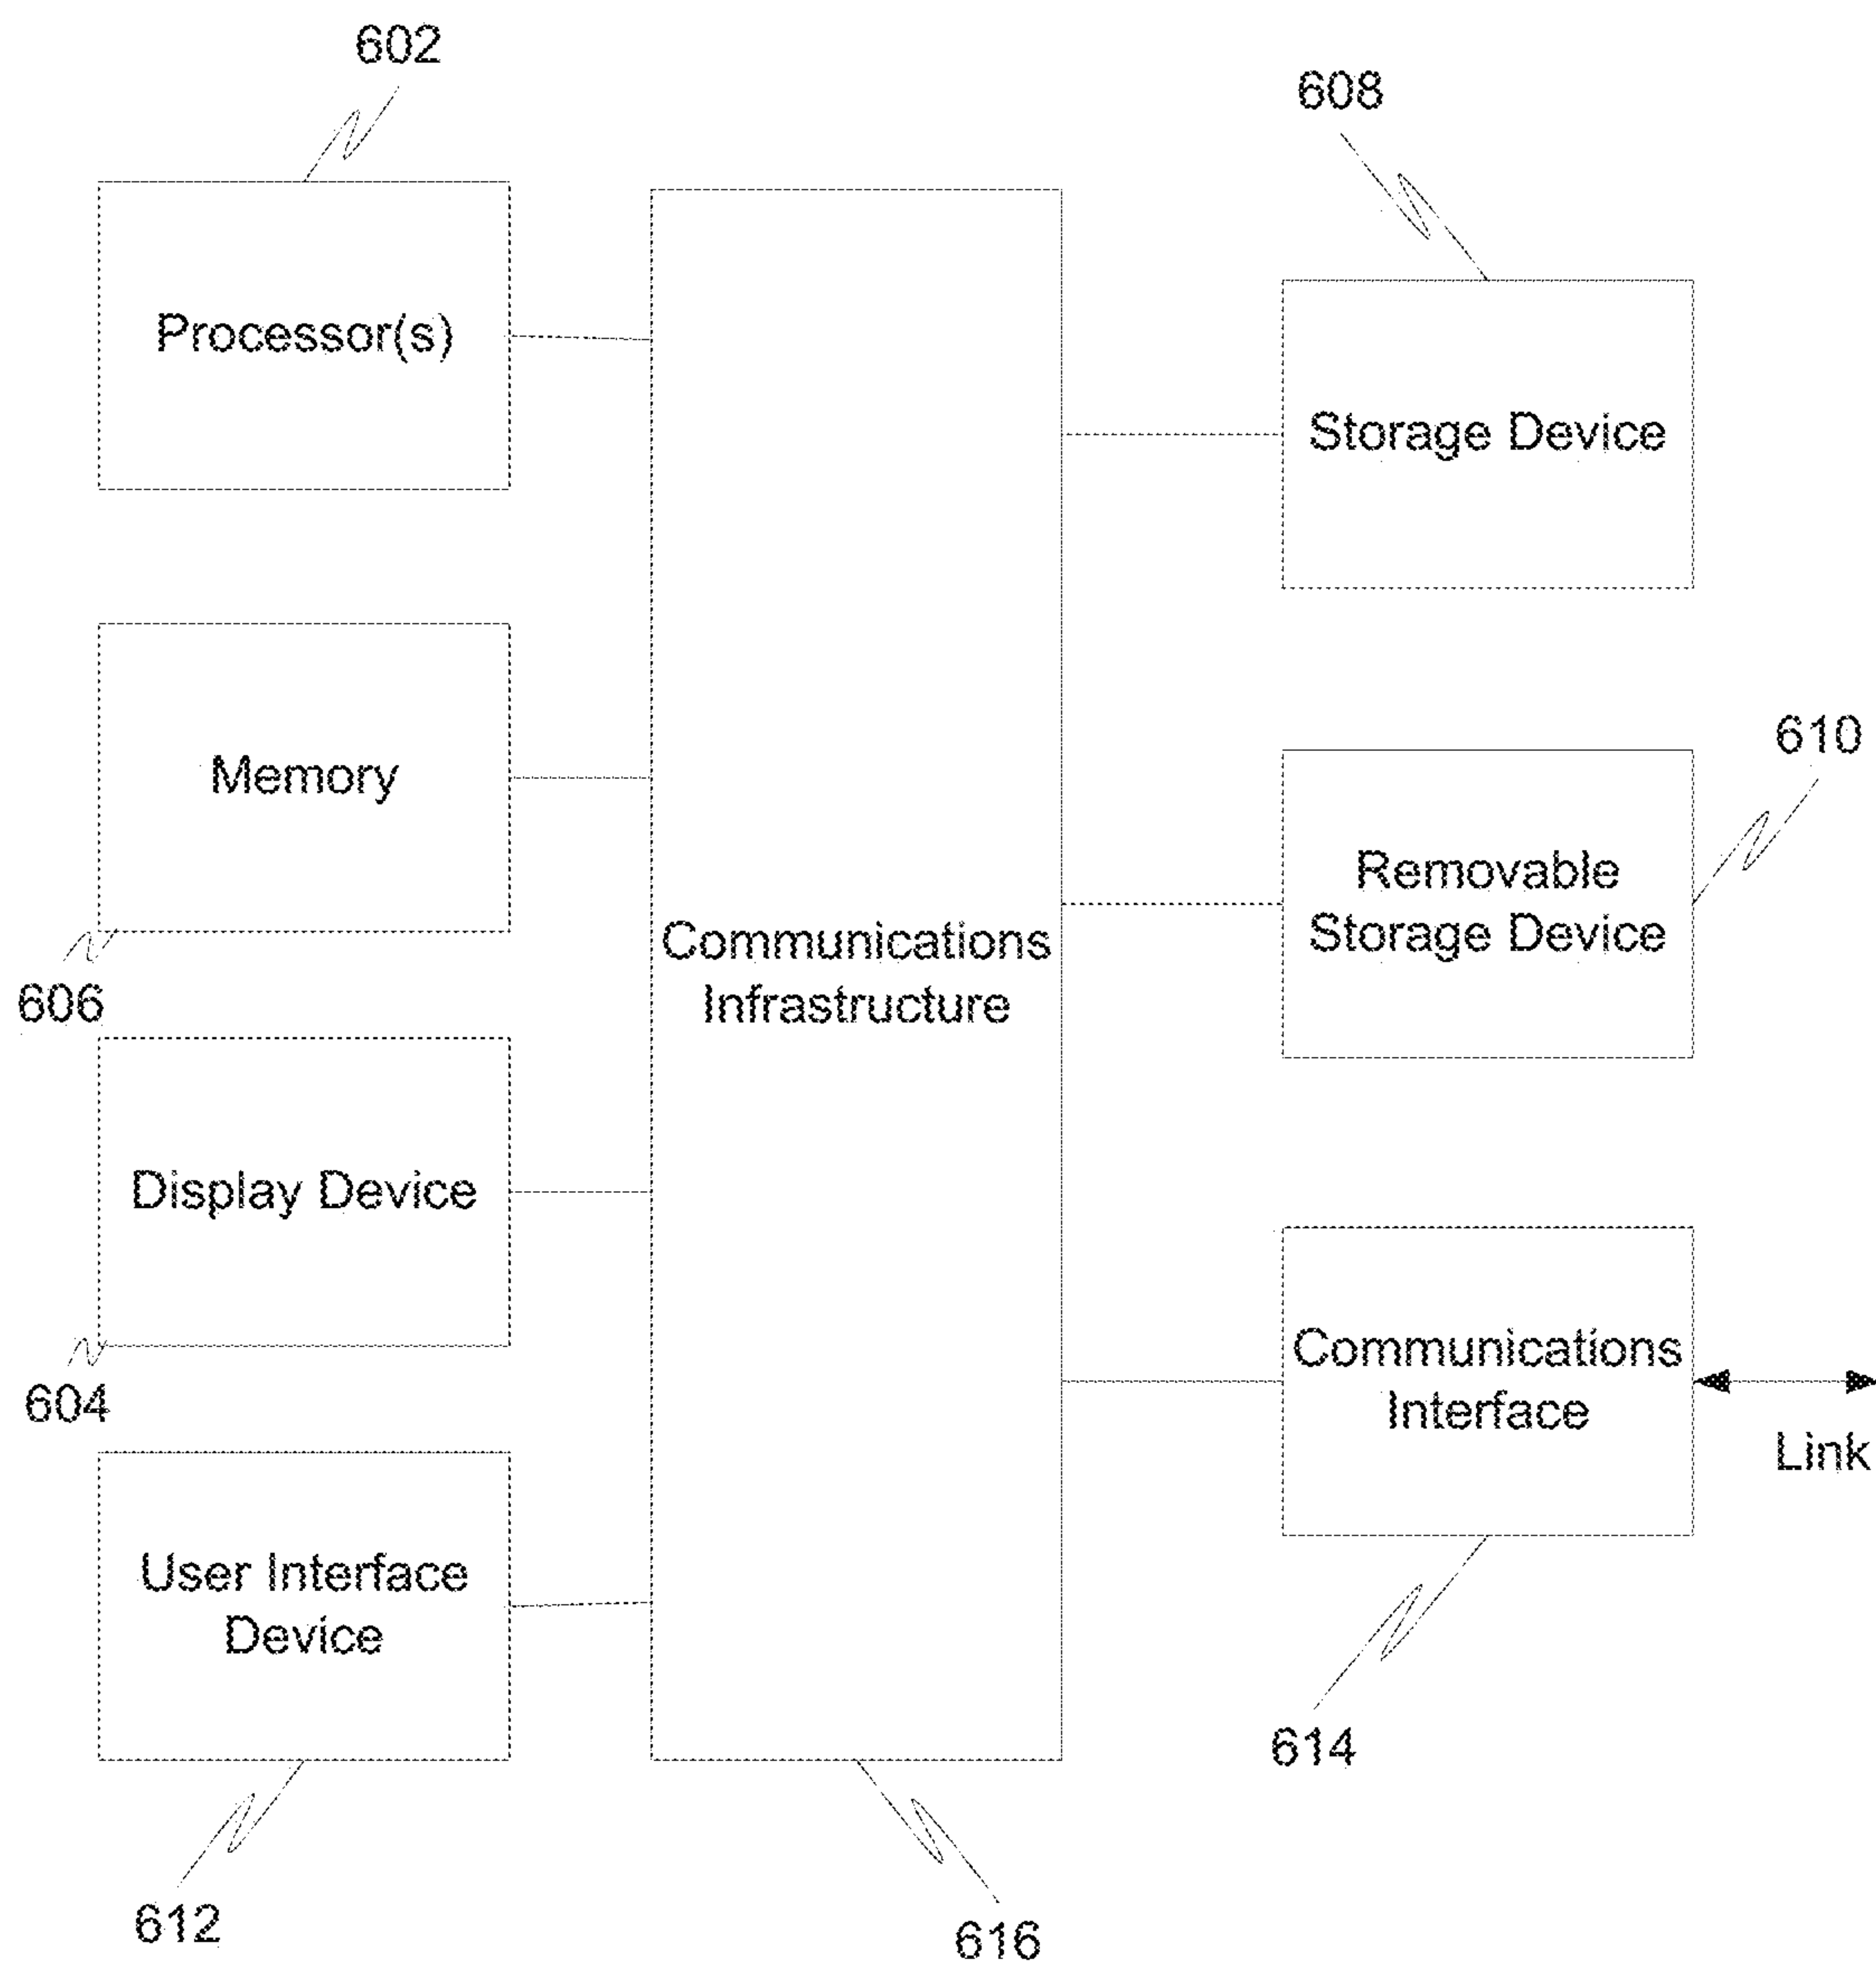 602
608
Processor(s)
Storage Device
610
Memory
Removable
Storage Device
606
Communications
Infrastructure
Display Device
604
Communications
Interface
Link
User Interface
Device
614
612
616